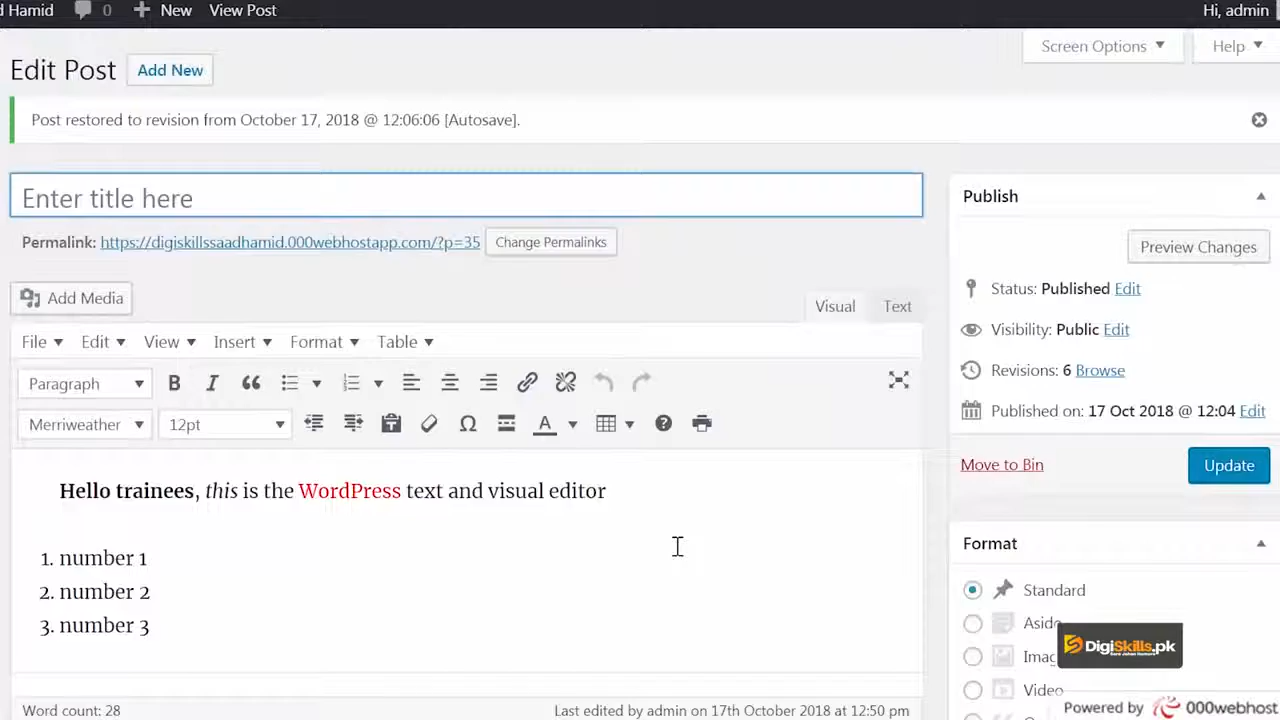 d Hamid 0 New View Post Hi, admin
Screen Options Help
Edit Post Add New
Post restored to revision from October 17, 2018 @ 12:06:06 [Autosave].
Enter title here
Permalink: https://digiskillssaadhamid.000webhostapp.com/?p=35 Change Permalinks
Add Media
Visual Text
File Edit View Insert Format Table
Paragraph B I
Merriweather 12pt
Hello trainees, this is the WordPress text and visual editor
1. number 1
2. number 2
3. number 3
Word count: 28 Last edited by admin on 17th October 2018 at 12:50 pm
Publish
Preview Changes
Status: Published Edit
Visibility: Public Edit
Revisions: 6 Browse
Published on: 17 Oct 2018 @ 12:04 Edit
Move to Bin Update
Format
Standard
Aside
Imag
Video
DigiSkills.pk
Powered by 000webhost